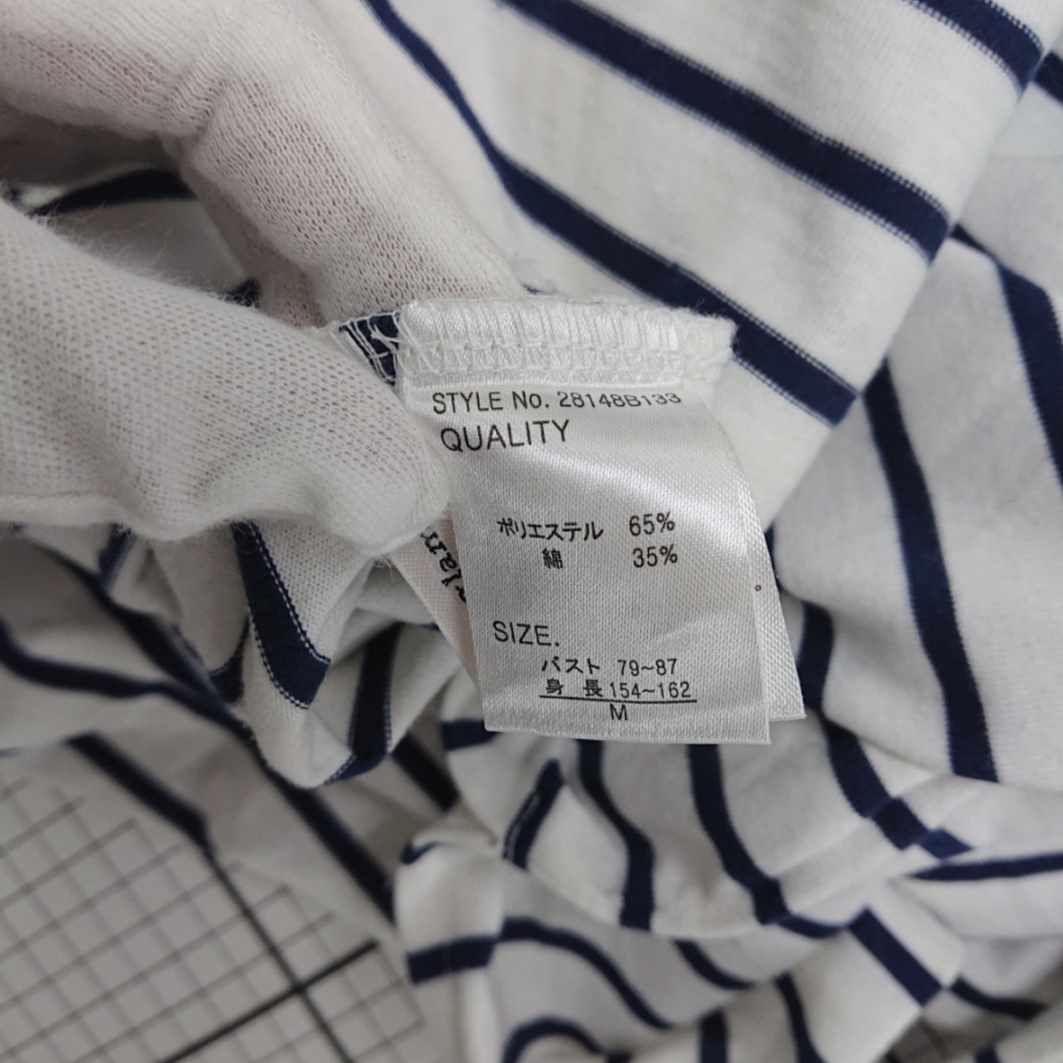 STYLE No. 28148B133
QUALITY
ポリエステル 65%
綿 35%
SIZE.
バスト 79~87
身 長 154~162
M